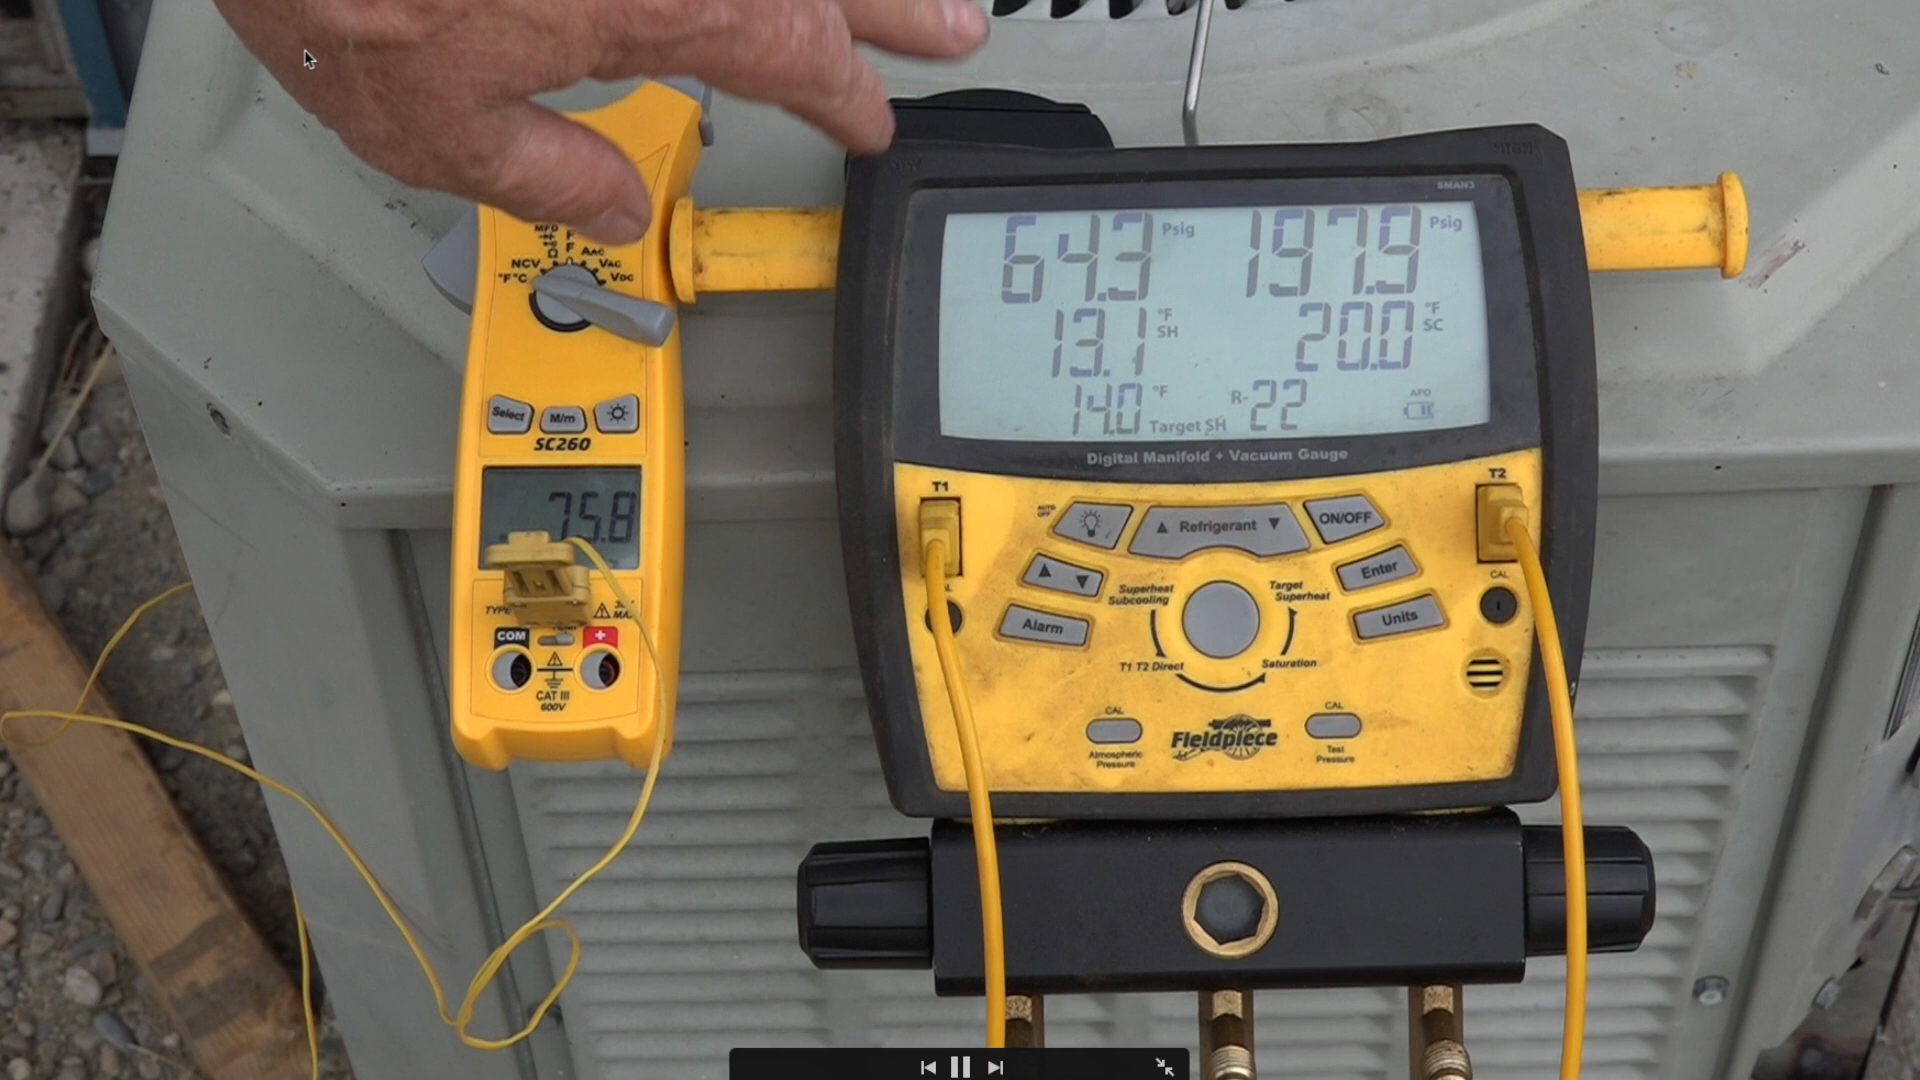 SMAN3
64.3 Psig 197.9 Psig
13.1 °F SH 20.0 °F SC
14.0 °F Target SH R-22 APO
Digital Manifold + Vacuum Gauge
T1 T2
AUTO OFF
▲ Refrigerant ▼
ON/OFF
▲ ▼
Enter
Superheat
Subcooling
Target
Superheat
CAL
Alarm
Units
T1 T2 Direct
Saturation
CAL
Atmospheric
Pressure
Fieldpiece
CAL
Test
Pressure
MFD
AAC
NCV
VAC
°F°C
VDC
Select
M/m
SC260
75.8
COM
+
CAT III
600V